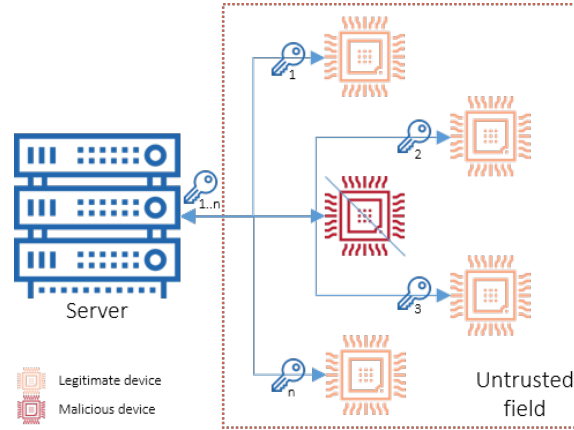 1
2
1..n
3
Server
n
Legitimate device
Malicious device
Untrusted
field